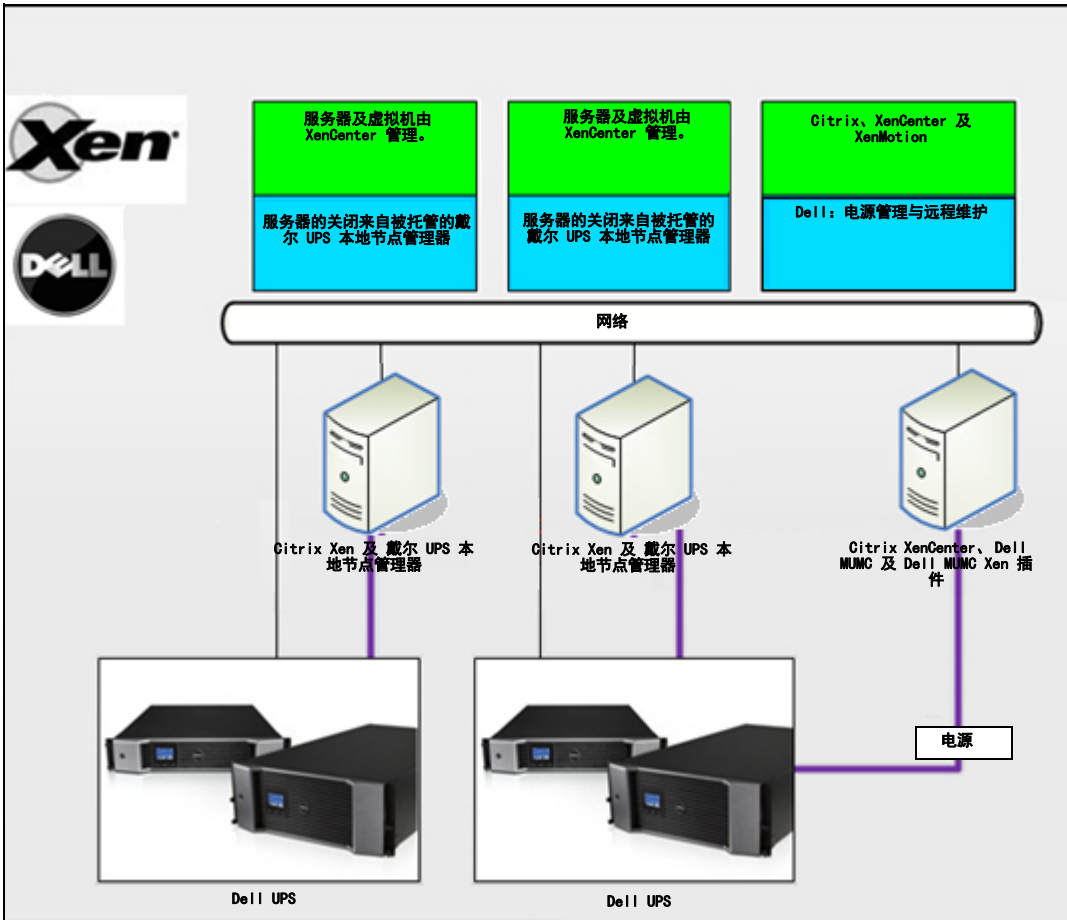 Xen
DELL
服务器及虚拟机由
XenCenter 管理。
服务器的关闭来自被托管的戴
尔 UPS 本地节点管理器
服务器及虚拟机由
XenCenter 管理。
服务器的关闭来自被托管的
戴尔 UPS 本地节点管理器
Citrix、XenCenter 及
XenMotion
Dell: 电源管理与远程维护
网络
Citrix Xen 及 戴尔 UPS 本
地节点管理器
Citrix Xen 及 戴尔 UPS 本
地节点管理器
Citrix XenCenter、Dell
MUMC 及 Dell MUMC Xen 插
件
电源
Dell UPS
Dell UPS